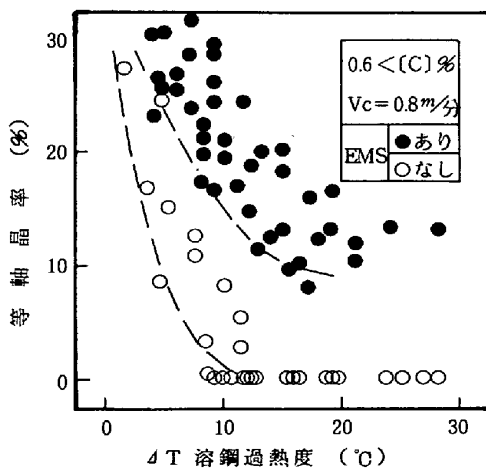 等軸晶率 (%)
30
20
10
0
0.6<〔C〕%
Vc=0.8m/分
EMS
●あり
○なし
0
10
20
30
ΔT 溶鋼過熱度 (℃)